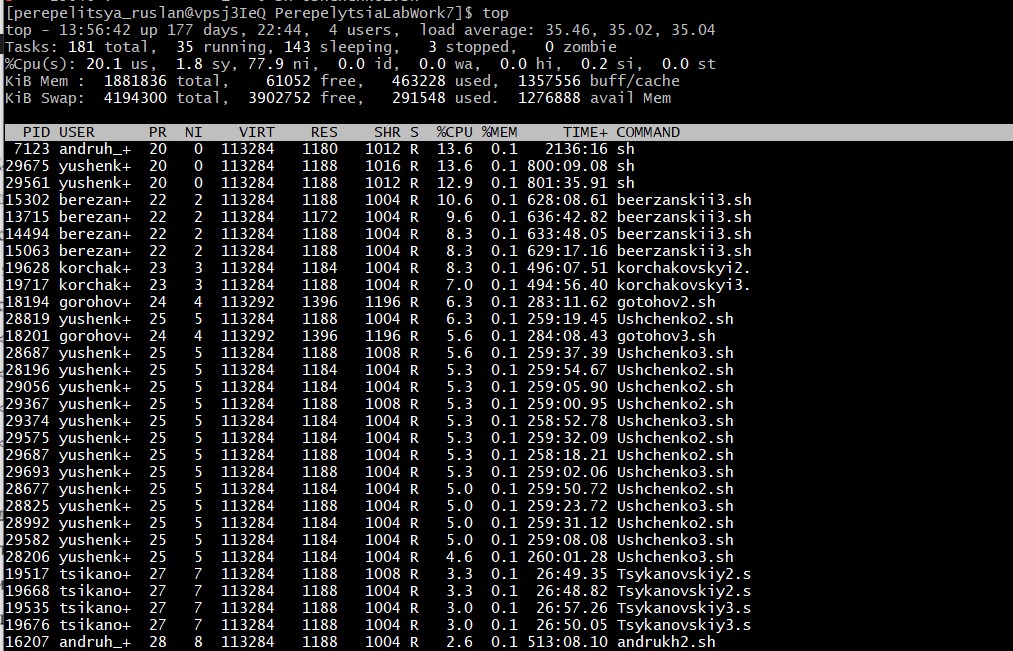 [perepelitsya_ruslan@vpsj3IeQ PerepelytsiaLabWork7]$ top
top - 13:56:42 up 177 days, 22:44,  4 users,  load average: 35.46, 35.02, 35.04
Tasks: 181 total,  35 running, 143 sleeping,   3 stopped,   0 zombie
%Cpu(s): 20.1 us,  1.8 sy, 77.9 ni,  0.0 id,  0.0 wa,  0.0 hi,  0.2 si,  0.0 st
KiB Mem :  1881836 total,    61052 free,   463228 used,  1357556 buff/cache
KiB Swap:  4194300 total,  3902752 free,   291548 used.  1276888 avail Mem
PID USER      PR  NI    VIRT    RES    SHR S  %CPU %MEM     TIME+ COMMAND
7123 andruh_+  20   0  113284   1180   1012 R  13.6  0.1   2136:16 sh
29675 yushenk+  20   0  113284   1188   1016 R  13.6  0.1 800:09.08 sh
29561 yushenk+  20   0  113284   1188   1012 R  12.9  0.1 801:35.91 sh
15302 berezan+  22   2  113284   1188   1004 R  10.6  0.1 628:08.61 beerzanskii3.sh
13715 berezan+  22   2  113284   1172   1004 R   9.6  0.1 636:42.82 beerzanskii3.sh
14494 berezan+  22   2  113284   1188   1004 R   8.3  0.1 633:48.05 beerzanskii3.sh
15063 berezan+  22   2  113284   1188   1004 R   8.3  0.1 629:17.16 beerzanskii3.sh
19628 korchak+  23   3  113284   1184   1004 R   8.3  0.1 496:07.51 korchakovskyi2.
19717 korchak+  23   3  113284   1188   1004 R   7.0  0.1 494:56.40 korchakovskyi3.
18194 gorohov+  24   4  113292   1396   1196 R   6.3  0.1 283:11.62 gotohov2.sh
28819 yushenk+  25   5  113284   1188   1004 R   6.3  0.1 259:19.45 Ushchenko2.sh
18201 gorohov+  24   4  113292   1396   1196 R   5.6  0.1 284:08.43 gotohov3.sh
28687 yushenk+  25   5  113284   1188   1008 R   5.6  0.1 259:37.39 Ushchenko3.sh
28196 yushenk+  25   5  113284   1184   1004 R   5.3  0.1 259:54.67 Ushchenko2.sh
29056 yushenk+  25   5  113284   1184   1004 R   5.3  0.1 259:05.90 Ushchenko2.sh
29367 yushenk+  25   5  113284   1188   1008 R   5.3  0.1 259:00.95 Ushchenko2.sh
29374 yushenk+  25   5  113284   1184   1004 R   5.3  0.1 258:52.78 Ushchenko3.sh
29575 yushenk+  25   5  113284   1184   1004 R   5.3  0.1 259:32.09 Ushchenko2.sh
29687 yushenk+  25   5  113284   1188   1004 R   5.3  0.1 258:18.21 Ushchenko2.sh
29693 yushenk+  25   5  113284   1188   1004 R   5.3  0.1 259:02.06 Ushchenko3.sh
28677 yushenk+  25   5  113284   1184   1004 R   5.0  0.1 259:50.72 Ushchenko2.sh
28825 yushenk+  25   5  113284   1188   1004 R   5.0  0.1 259:23.72 Ushchenko3.sh
28992 yushenk+  25   5  113284   1184   1004 R   5.0  0.1 259:31.12 Ushchenko2.sh
29582 yushenk+  25   5  113284   1184   1004 R   5.0  0.1 259:08.08 Ushchenko3.sh
28206 yushenk+  25   5  113284   1184   1004 R   4.6  0.1 260:01.28 Ushchenko3.sh
19517 tsikano+  27   7  113284   1188   1008 R   3.3  0.1  26:49.35 Tsykanovskiy2.s
19668 tsikano+  27   7  113284   1188   1004 R   3.3  0.1  26:48.82 Tsykanovskiy2.s
19535 tsikano+  27   7  113284   1188   1004 R   3.0  0.1  26:57.26 Tsykanovskiy3.s
19676 tsikano+  27   7  113284   1188   1004 R   3.0  0.1  26:50.05 Tsykanovskiy3.s
16207 andruh_+  28   8  113284   1188   1004 R   2.6  0.1 513:08.10 andrukh2.sh